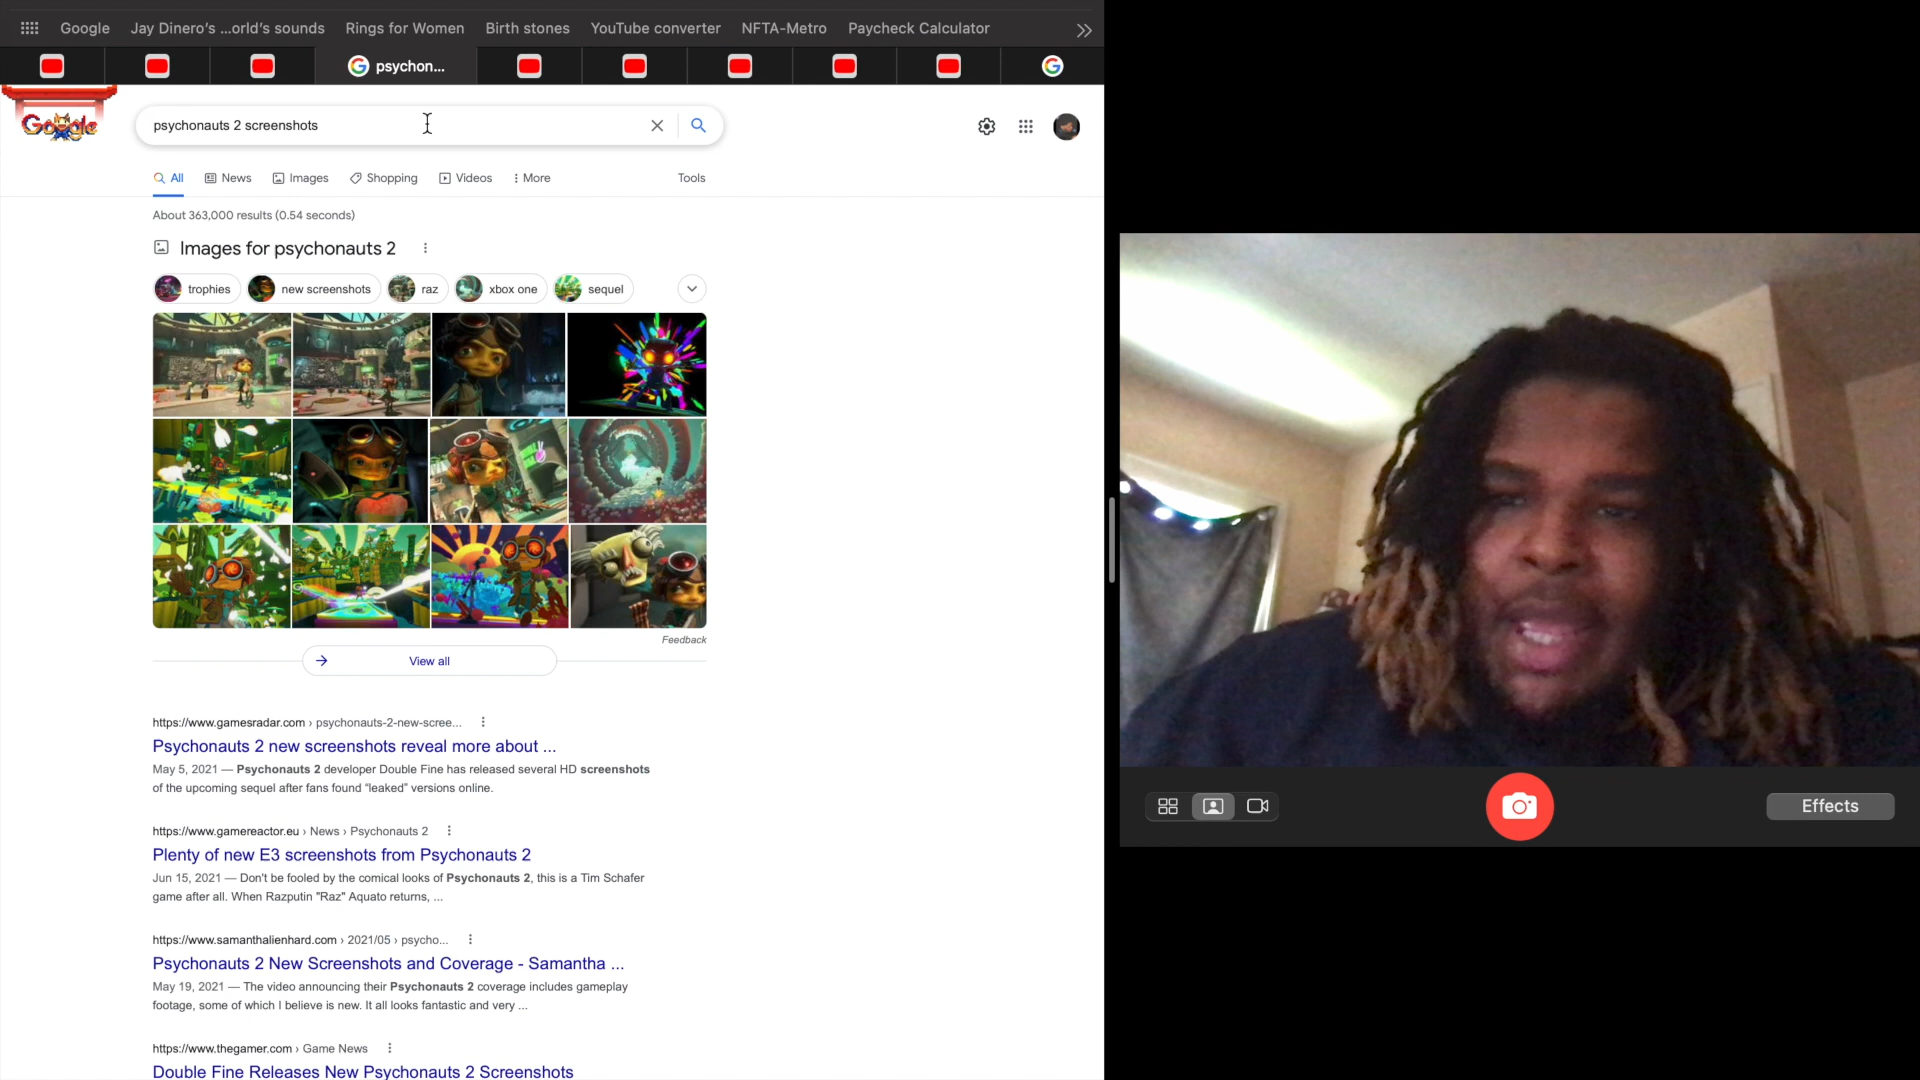 Google Jay Dinero's ...orld's sounds Rings for Women Birth stones YouTube converter NFTA-Metro Paycheck Calculator
psychon...
Google
psychonauts 2 screenshots
All News Images Shopping Videos More Tools
About 363,000 results (0.54 seconds)
Images for psychonauts 2
trophies new screenshots raz xbox one sequel
Feedback
View all
https://www.gamesradar.com › psychonauts-2-new-scree...
Psychonauts 2 new screenshots reveal more about ...
May 5, 2021 — Psychonauts 2 developer Double Fine has released several HD screenshots
of the upcoming sequel after fans found “leaked” versions online.
https://www.gamereactor.eu › News › Psychonauts 2
Plenty of new E3 screenshots from Psychonauts 2
Jun 15, 2021 — Don't be fooled by the comical looks of Psychonauts 2, this is a Tim Schafer
game after all. When Razputin "Raz" Aquato returns, ...
https://www.samanthalienhard.com › 2021/05 › psycho...
Psychonauts 2 New Screenshots and Coverage - Samantha ...
May 19, 2021 — The video announcing their Psychonauts 2 coverage includes gameplay
footage, some of which I believe is new. It all looks fantastic and very ...
https://www.thegamer.com › Game News
Double Fine Releases New Psychonauts 2 Screenshots
Effects